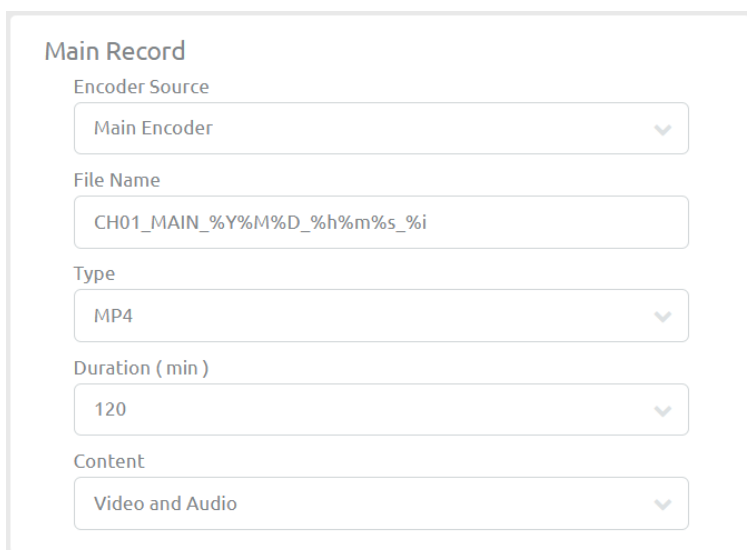 Main Record
Encoder Source
Main Encoder
File Name
CH01_MAIN_%Y%M%D_%h%m%s_%i
Type
MP4
Duration ( min )
120
Content
Video and Audio